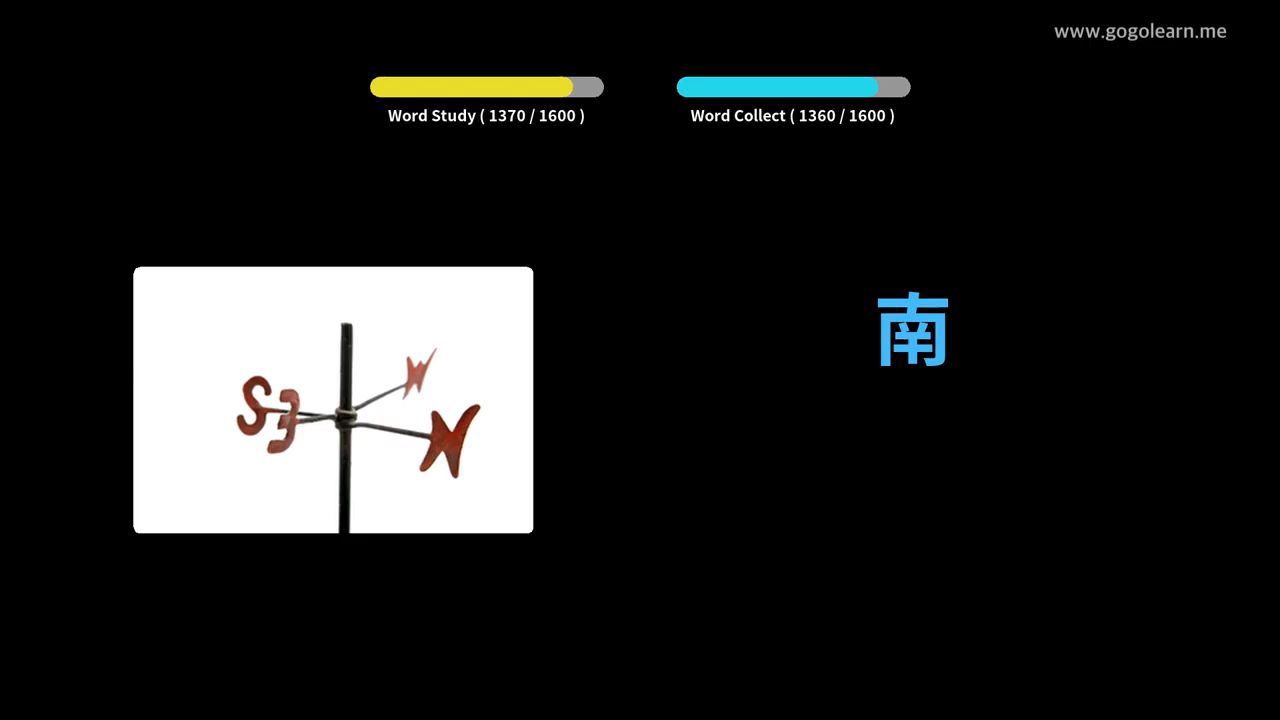 www.gogolearn.me
Word Study ( 1370 / 1600 )
Word Collect ( 1360 / 1600 )
南
S
E
N